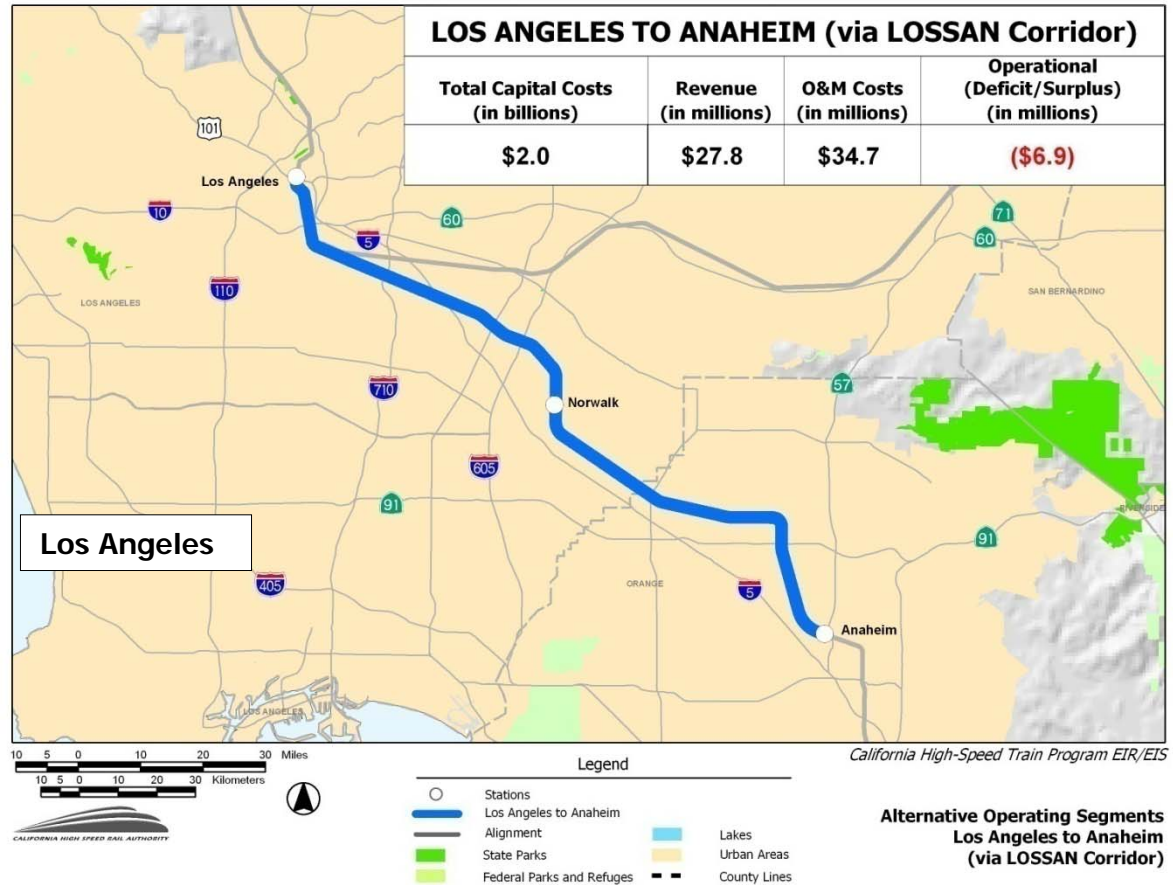 LOS ANGELES TO ANAHEIM (via LOSSAN Corridor)
Total Capital Costs
(in billions)
Revenue
(in millions)
O&M Costs
(in millions)
Operational
(Deficit/Surplus)
(in millions)
$2.0
$27.8
$34.7
($6.9)
101
Los Angeles
10
5
60
71
60
LOS ANGELES
110
SAN BERNARDINO
710
57
Norwalk
605
91
RIVERSIDE
91
Los Angeles
405
ORANGE
5
Anaheim
LOS ANGELES
10 5 0 10 20 30 Miles
10 5 0 10 20 30 Kilometers
CALIFORNIA HIGH SPEED RAIL AUTHORITY
California High-Speed Train Program EIR/EIS
Legend
Stations
Los Angeles to Anaheim
Alignment
State Parks
Federal Parks and Refuges
Lakes
Urban Areas
County Lines
Alternative Operating Segments
Los Angeles to Anaheim
(via LOSSAN Corridor)